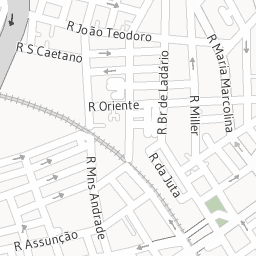 R João Teodoro
R S Caetano
R Maria Marcolina
R Br de Ladário
R Oriente
R Miller
R da Juta
R Mns Andrade
R Assunção